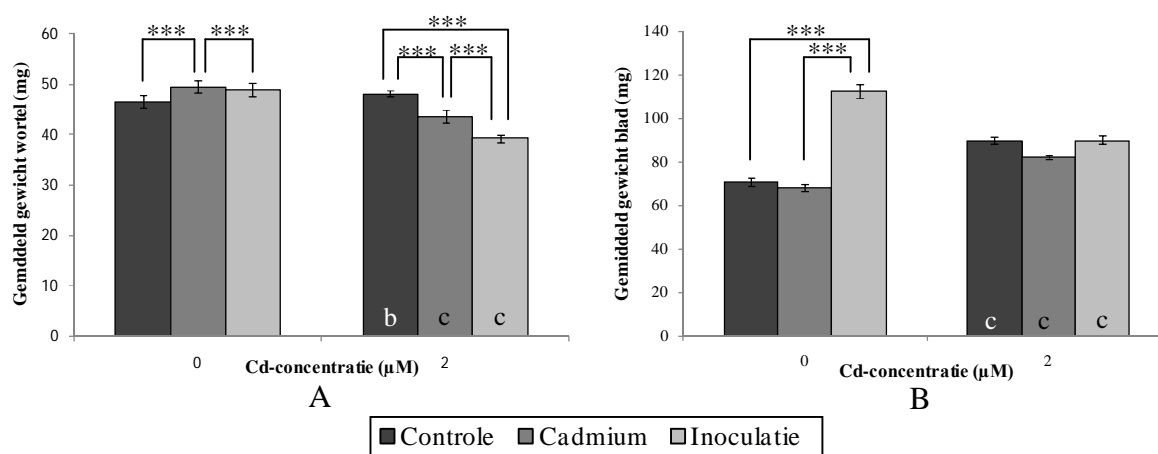 Gemddeld gewicht wortel (mg)
60
50
40
30
20
10
0
***
***
***
***
***
b
c
c
0
2
Cd-concentratie (µM)
A
Gemiddeld gewicht blad (mg)
140
120
100
80
60
40
20
0
***
***
c
c
c
0
2
Cd-concentratie (µM)
B
Controle
Cadmium
Inoculatie